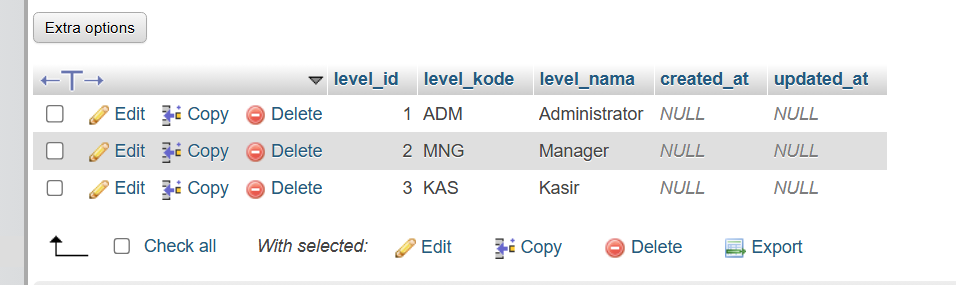 Extra options
level_id level_kode level_nama created_at updated_at
Edit Copy Delete 1 ADM Administrator NULL NULL
Edit Copy Delete 2 MNG Manager NULL NULL
Edit Copy Delete 3 KAS Kasir NULL NULL
Check all With selected: Edit Copy Delete Export